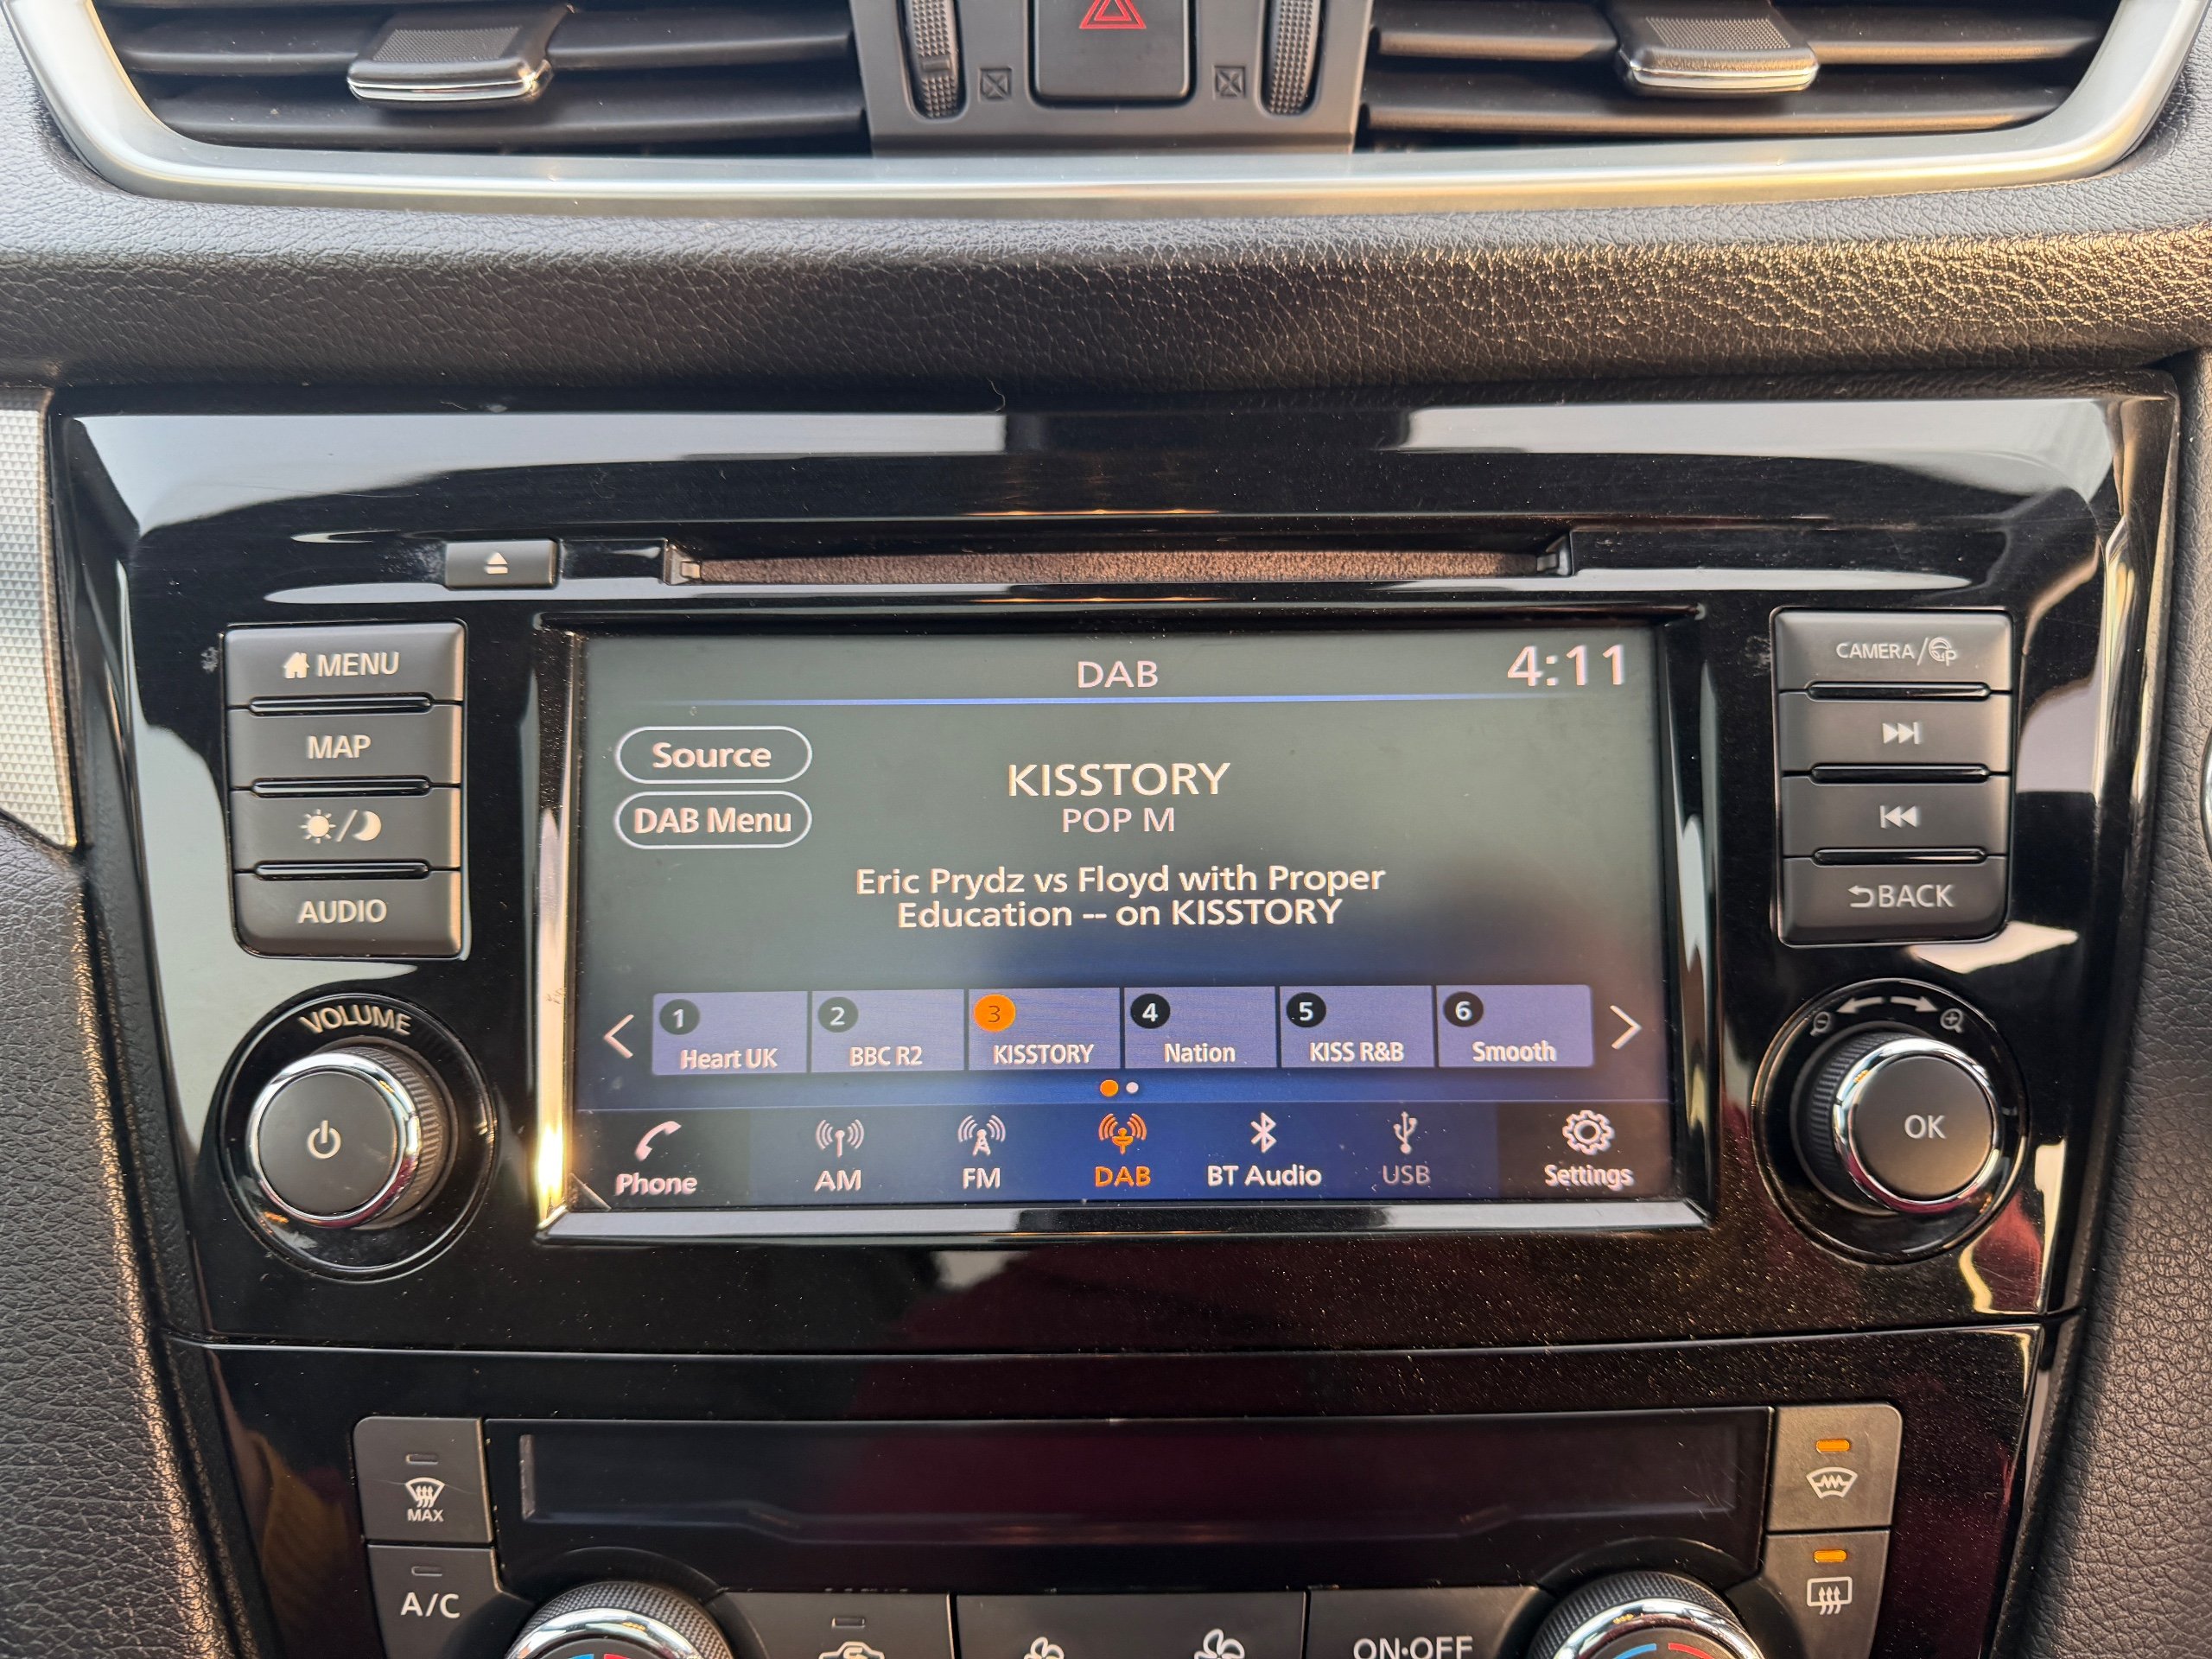 MENU
MAP
AUDIO
VOLUME
DAB
4:11
Source
DAB Menu
KISSTORY
POP M
Eric Prydz vs Floyd with Proper
Education -- on KISSTORY
1 Heart UK
2 BBC R2
3 KISSTORY
4 Nation
5 KISS R&B
6 Smooth
Phone
AM
FM
DAB
BT Audio
USB
Settings
CAMERA/P
BACK
OK
MAX
A/C
ON·OFF